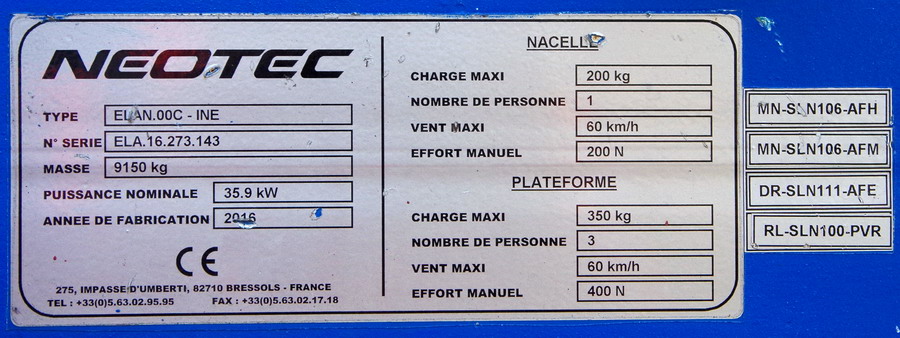 NEOTEC
TYPE ELAN.00C - INE
N° SERIE ELA.16.273.143
MASSE 9150 kg
PUISSANCE NOMINALE 35.9 kW
ANNEE DE FABRICATION 2016
CE
275, IMPASSE D'UMBERTI, 82710 BRESSOLS - FRANCE
TEL : +33(0)5.63.02.95.95 FAX : +33(0)5.63.02.17.18
NACELLE
CHARGE MAXI 200 kg
NOMBRE DE PERSONNE 1
VENT MAXI 60 km/h
EFFORT MANUEL 200 N
PLATEFORME
CHARGE MAXI 350 kg
NOMBRE DE PERSONNE 3
VENT MAXI 60 km/h
EFFORT MANUEL 400 N
MN-SLN106-AFH
MN-SLN106-AFM
DR-SLN111-AFE
RL-SLN100-PVR